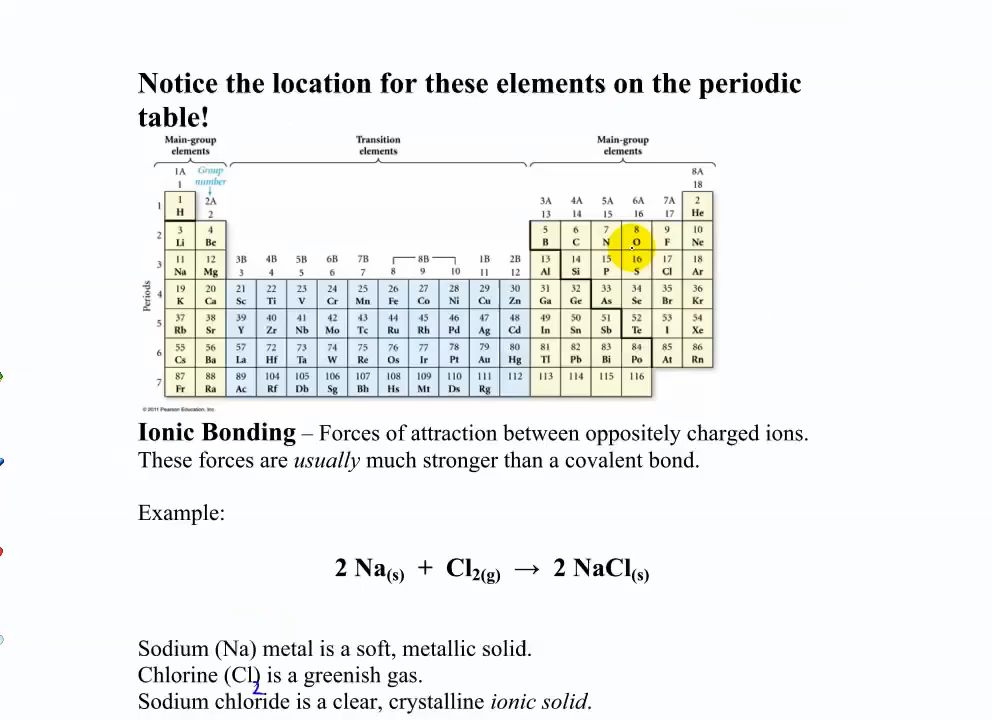 Notice the location for these elements on the periodic
table!
Main-group elements Transition elements Main-group elements
1A Group 8A
1 number 18
1 1 2A 3A 4A 5A 6A 7A 2
H 2 13 14 15 16 17 He
2 3 4 5 6 7 8 9 10
Li Be B C N O F Ne
3 11 12 3B 4B 5B 6B 7B 8B 1B 2B 13 14 15 16 17 18
Na Mg 3 4 5 6 7 8 9 10 11 12 Al Si P S Cl Ar
Periods
4 19 20 21 22 23 24 25 26 27 28 29 30 31 32 33 34 35 36
K Ca Sc Ti V Cr Mn Fe Co Ni Cu Zn Ga Ge As Se Br Kr
5 37 38 39 40 41 42 43 44 45 46 47 48 49 50 51 52 53 54
Rb Sr Y Zr Nb Mo Tc Ru Rh Pd Ag Cd In Sn Sb Te I Xe
6 55 56 57 72 73 74 75 76 77 78 79 80 81 82 83 84 85 86
Cs Ba La Hf Ta W Re Os Ir Pt Au Hg Tl Pb Bi Po At Rn
7 87 88 89 104 105 106 107 108 109 110 111 112 113 114 115 116
Fr Ra Ac Rf Db Sg Bh Hs Mt Ds Rg
© 2011 Pearson Education, Inc.
Ionic Bonding – Forces of attraction between oppositely charged ions.
These forces are usually much stronger than a covalent bond.
Example:
2 Na(s) + Cl2(g) → 2 NaCl(s)
Sodium (Na) metal is a soft, metallic solid.
Chlorine (Cl) is a greenish gas.
2
Sodium chloride is a clear, crystalline ionic solid.